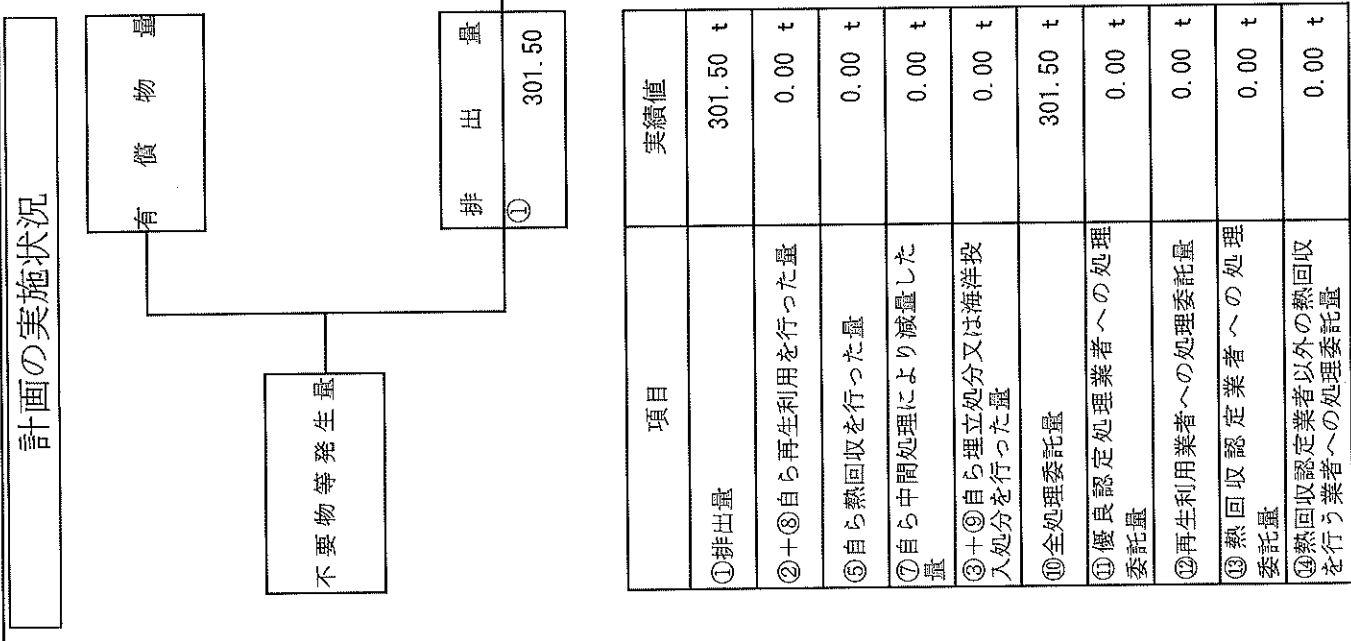 計画の実施状況
有償物量
不要物等発生量
排出量
① 301.50
項目 実績値
①排出量 301.50 t
②+⑧自ら再生利用を行った量 0.00 t
⑤自ら熱回収を行った量 0.00 t
⑦自ら中間処理により減量した
量 0.00 t
③+⑨自ら埋立処分又は海洋投
入処分を行った量 0.00 t
⑩全処理委託量 301.50 t
⑪優良認定処理業者への処理
委託量 0.00 t
⑫再生利用業者への処理委託量 0.00 t
⑬熱回収認定業者への処理
委託量 0.00 t
⑭熱回収認定業者以外の熱回収
を行う業者への処理委託量 0.00 t